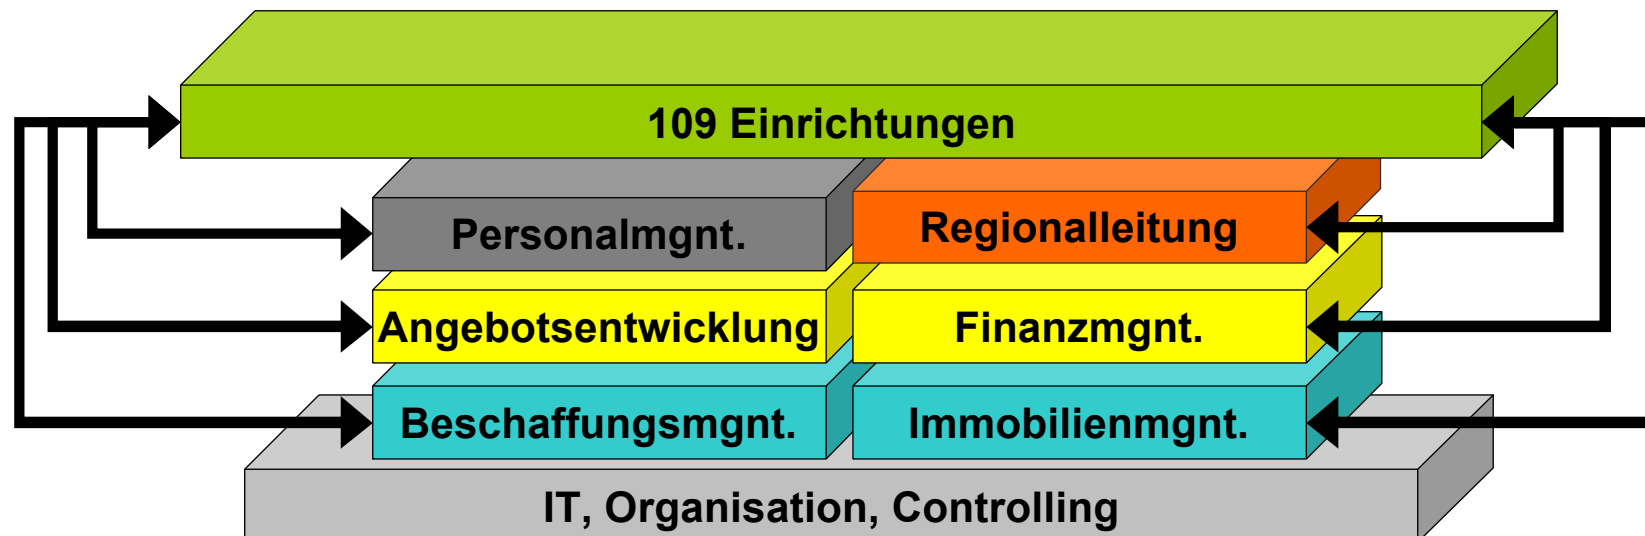 109 Einrichtungen
Personalmgnt.
Regionalleitung
Angebotsentwicklung
Finanzmgnt.
Beschaffungsmgnt.
Immobilienmgnt.
IT, Organisation, Controlling